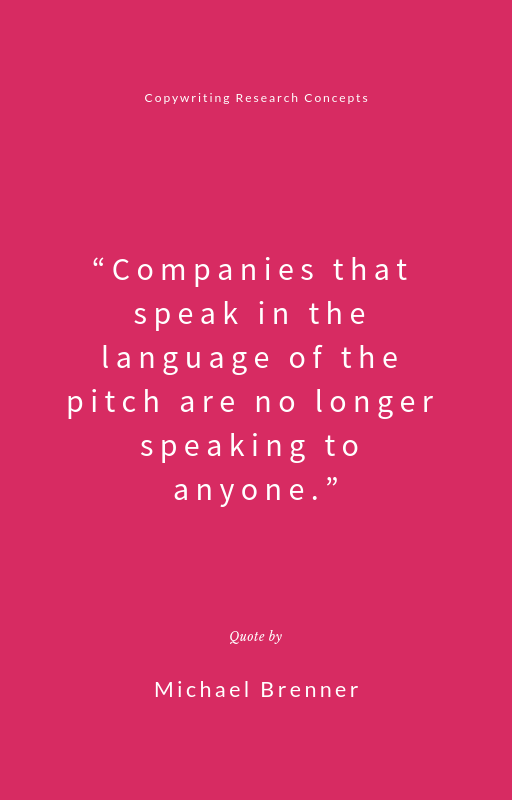 Copywriting Research Concepts
“Companies that
speak in the
language of the
pitch are no longer
speaking to
anyone.”
Quote by
Michael Brenner